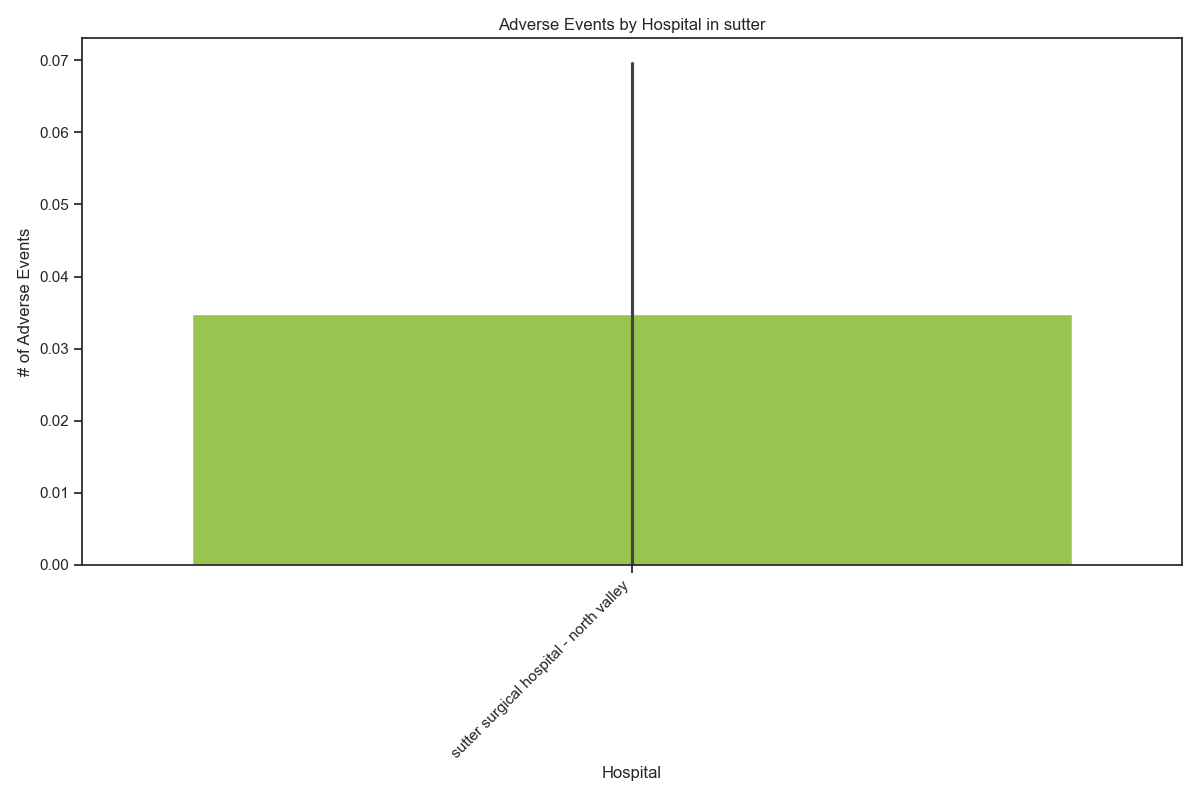 Adverse Events by Hospital in sutter
0.07
0.06
0.05
0.04
0.03
0.02
0.01
0.00
# of Adverse Events
sutter surgical hospital - north valley
Hospital